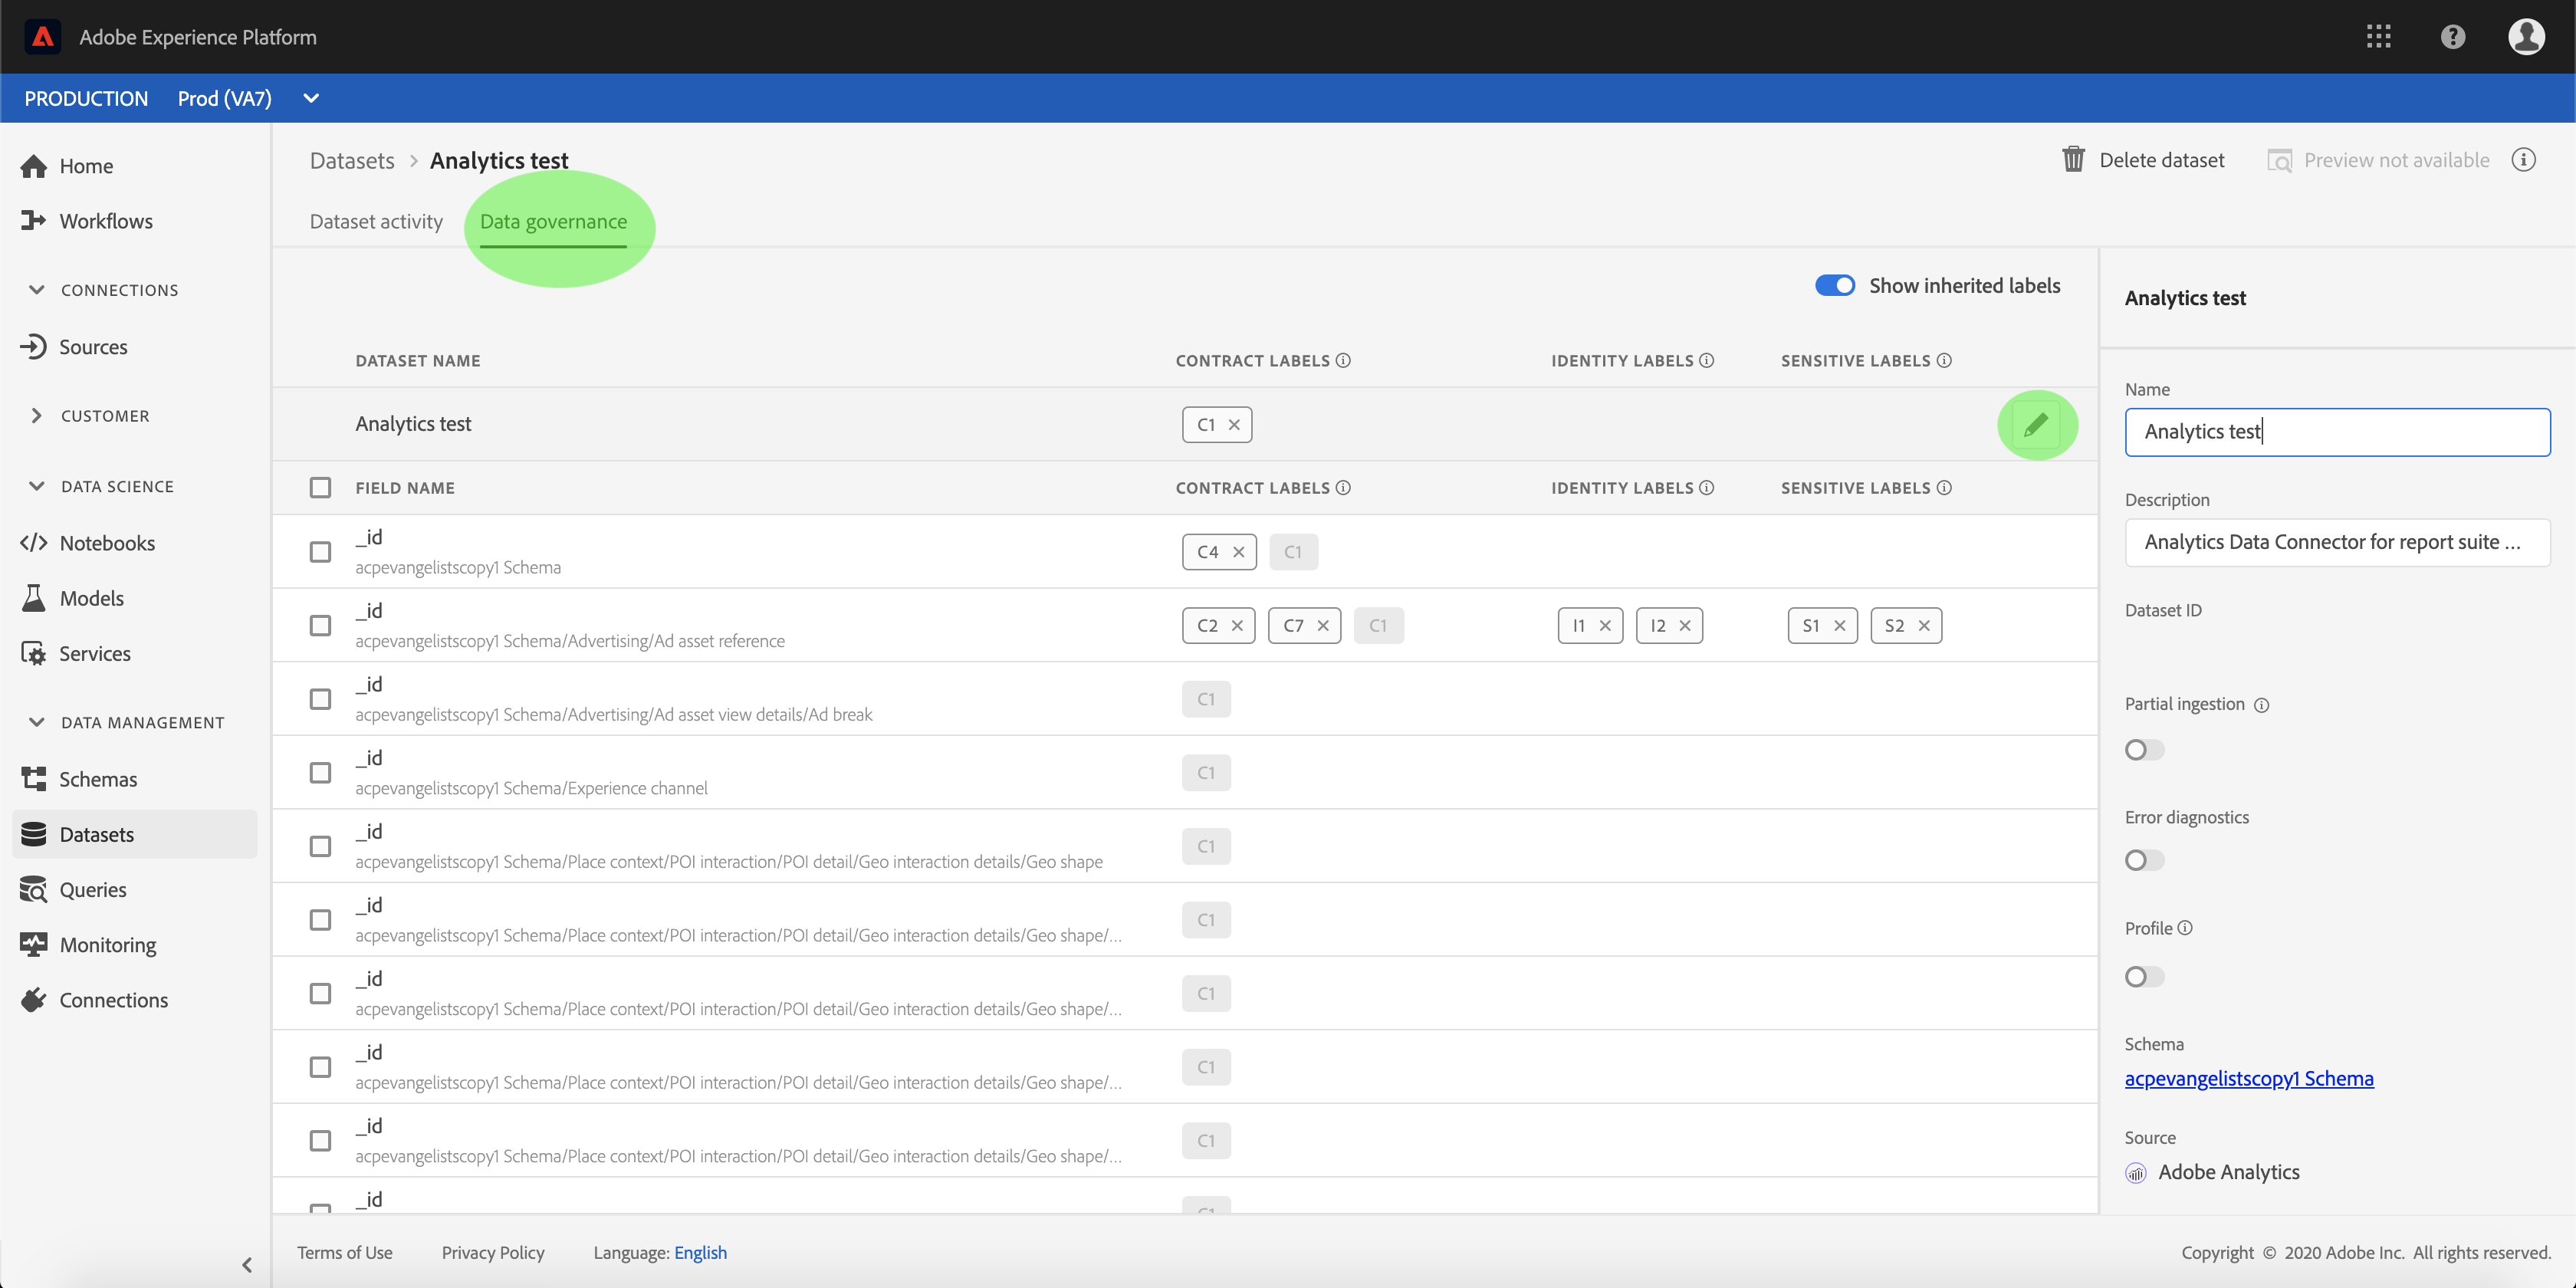 Adobe Experience Platform
PRODUCTION Prod (VA7)
Home
Workflows
CONNECTIONS
Sources
CUSTOMER
DATA SCIENCE
Notebooks
Models
Services
DATA MANAGEMENT
Schemas
Datasets
Queries
Monitoring
Connections
Datasets > Analytics test
Delete dataset
Preview not available
Dataset activity
Data governance
Show inherited labels
DATASET NAME CONTRACT LABELS IDENTITY LABELS SENSITIVE LABELS
Analytics test C1
FIELD NAME CONTRACT LABELS IDENTITY LABELS SENSITIVE LABELS
_id
acpevangelistscopy1 Schema
C4 C1
_id
acpevangelistscopy1 Schema/Advertising/Ad asset reference
C2 C7 C1 I1 I2 S1 S2
_id
acpevangelistscopy1 Schema/Advertising/Ad asset view details/Ad break
C1
_id
acpevangelistscopy1 Schema/Experience channel
C1
_id
acpevangelistscopy1 Schema/Place context/POI interaction/POI detail/Geo interaction details/Geo shape
C1
_id
acpevangelistscopy1 Schema/Place context/POI interaction/POI detail/Geo interaction details/Geo shape/...
C1
_id
acpevangelistscopy1 Schema/Place context/POI interaction/POI detail/Geo interaction details/Geo shape/...
C1
_id
acpevangelistscopy1 Schema/Place context/POI interaction/POI detail/Geo interaction details/Geo shape/...
C1
_id
acpevangelistscopy1 Schema/Place context/POI interaction/POI detail/Geo interaction details/Geo shape/...
C1
_id
C1
Analytics test
Name
Analytics test
Description
Analytics Data Connector for report suite ...
Dataset ID
Partial ingestion
Error diagnostics
Profile
Schema
acpevangelistscopy1 Schema
Source
Adobe Analytics
Terms of Use Privacy Policy Language: English
Copyright © 2020 Adobe Inc. All rights reserved.